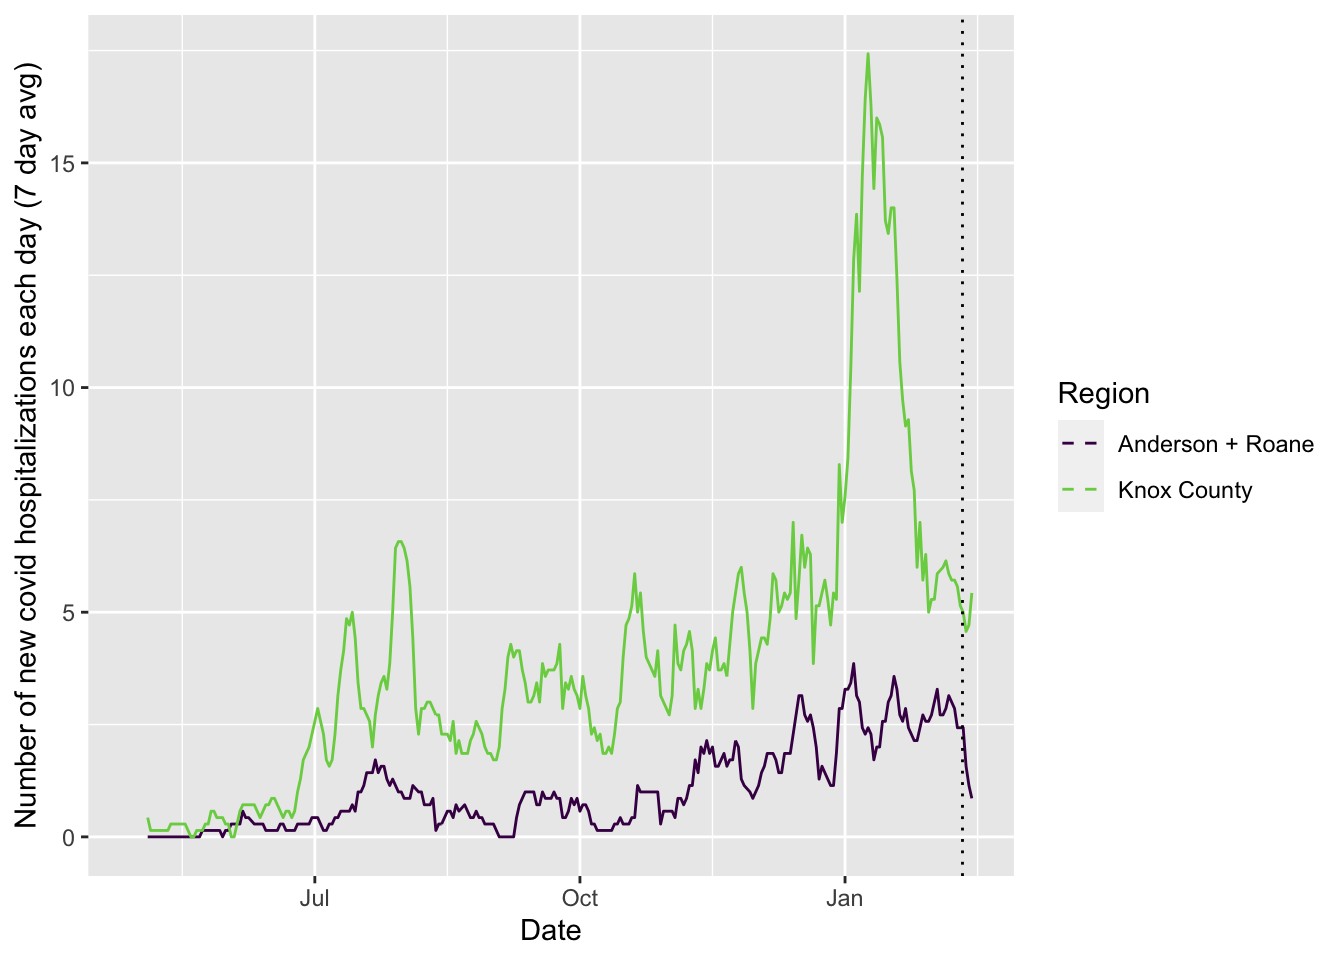 Number of new covid hospitalizations each day (7 day avg)
15
10
5
0
Jul
Oct
Jan
Date
Region
Anderson + Roane
Knox County